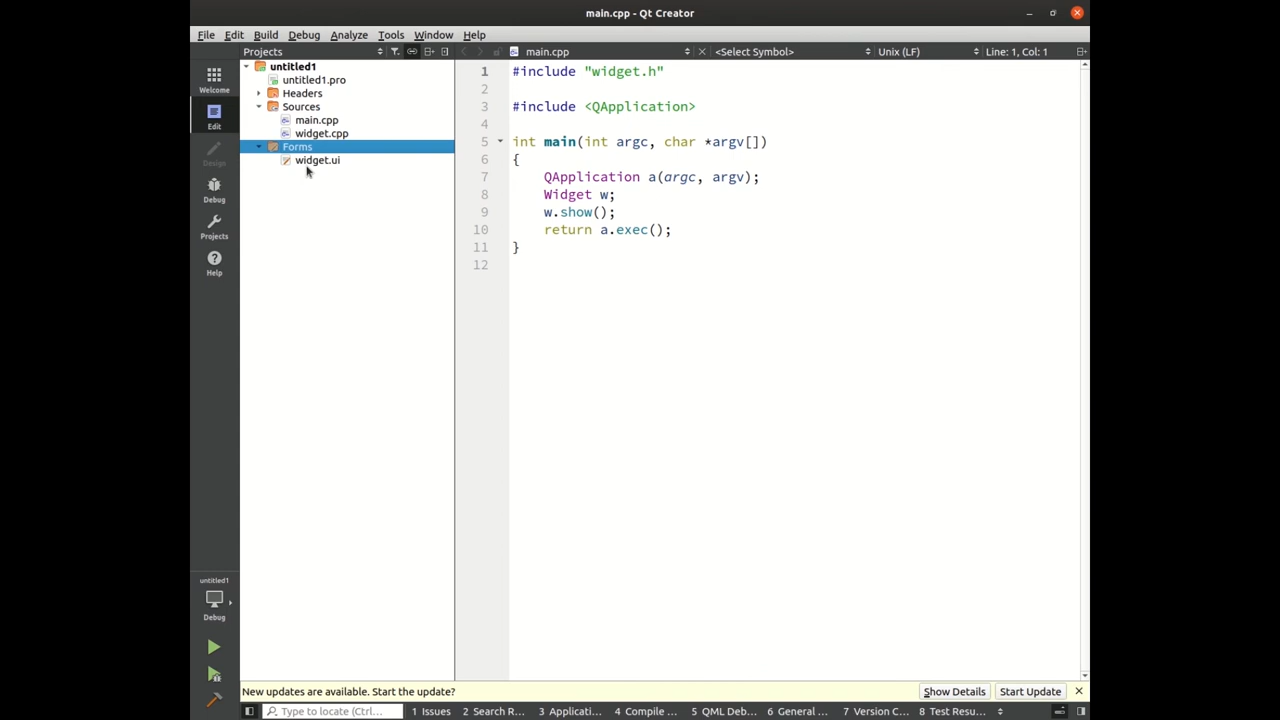 main.cpp - Qt Creator
File Edit Build Debug Analyze Tools Window Help
Projects
main.cpp
<Select Symbol>
Unix (LF)
Line: 1, Col: 1
Welcome
Edit
Design
Debug
Projects
Help
untitled1
untitled1.pro
Headers
Sources
main.cpp
widget.cpp
Forms
widget.ui
1 #include "widget.h"
2
3 #include <QApplication>
4
5 int main(int argc, char *argv[])
6 {
7 QApplication a(argc, argv);
8 Widget w;
9 w.show();
10 return a.exec();
11 }
12
untitled1
Debug
New updates are available. Start the update?
Show Details
Start Update
Type to locate (Ctrl...
1 Issues
2 Search R...
3 Applicati...
4 Compile ...
5 QML Deb...
6 General ...
7 Version C...
8 Test Resu...